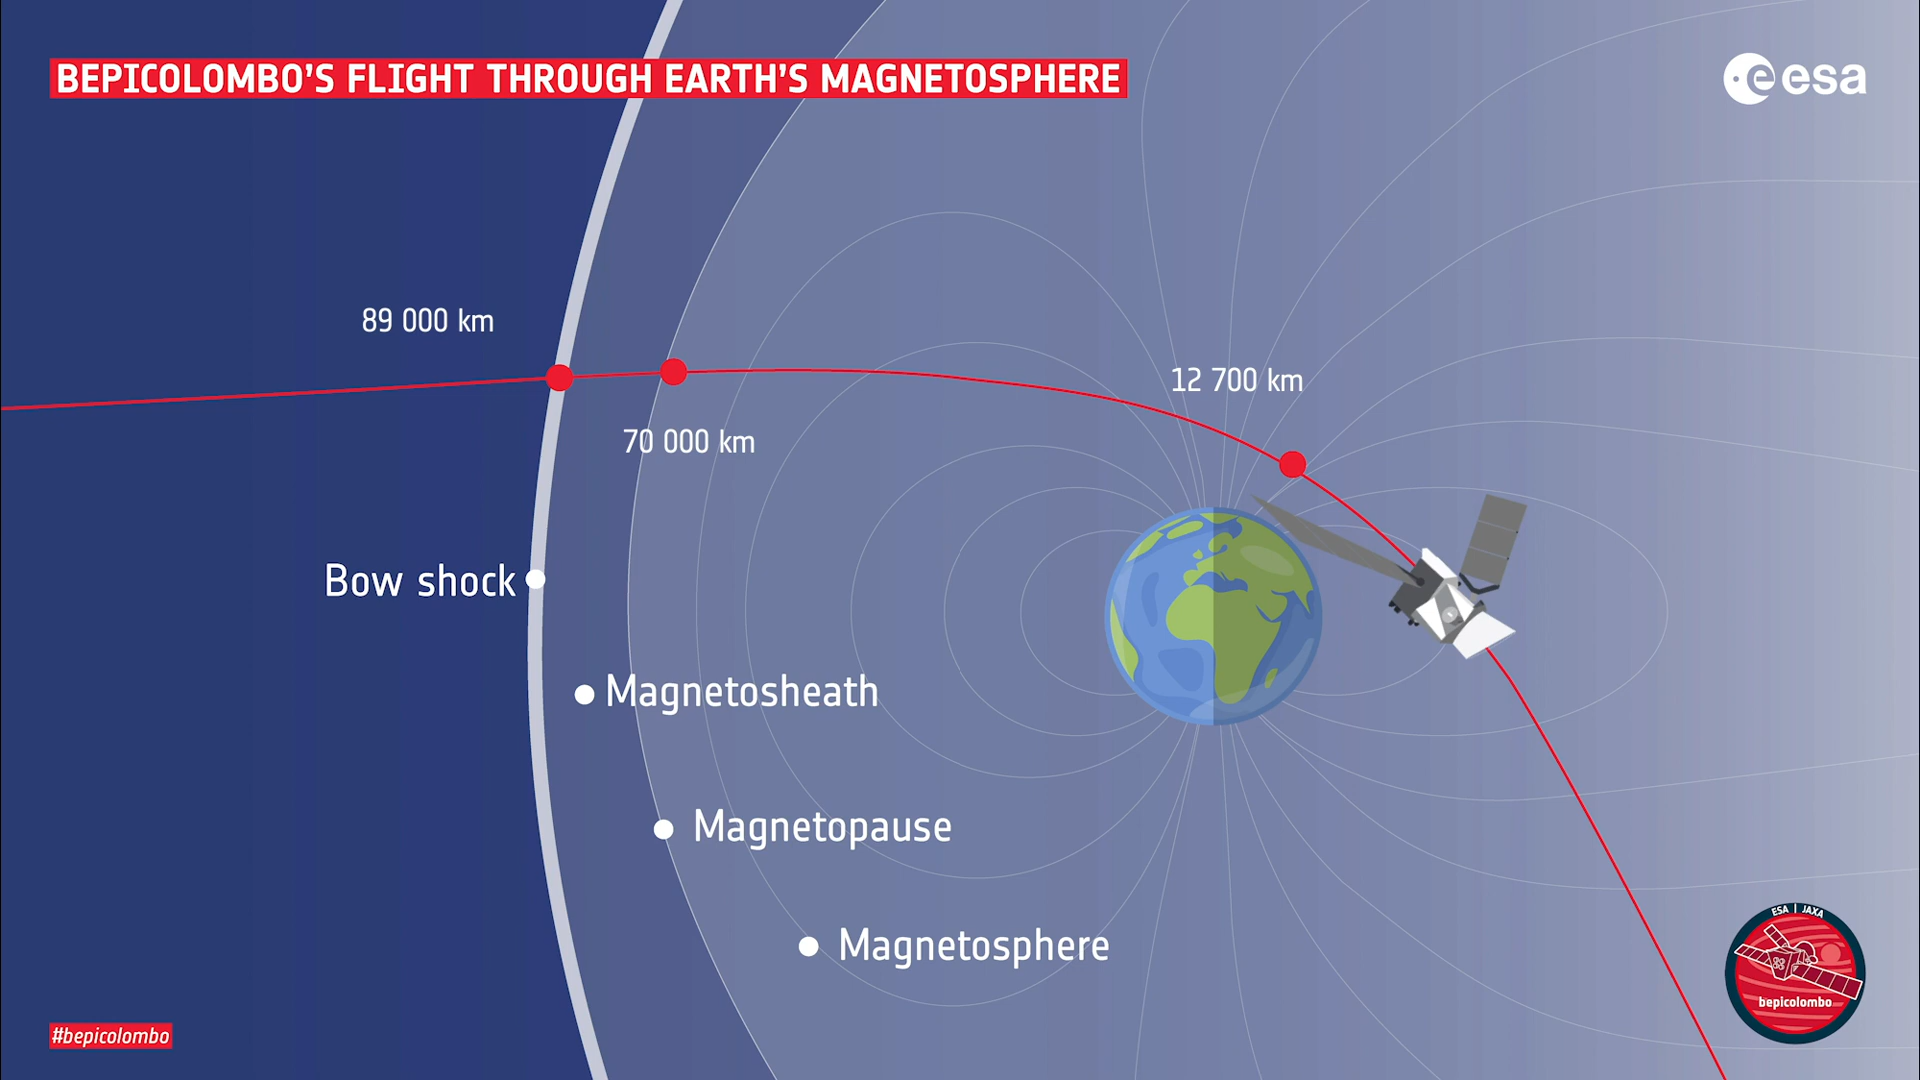 BEPICOLOMBO'S FLIGHT THROUGH EARTH'S MAGNETOSPHERE
esa
89 000 km
12 700 km
70 000 km
Bow shock
Magnetosheath
Magnetopause
Magnetosphere
ESA | JAXA
bepicolombo
#bepicolombo